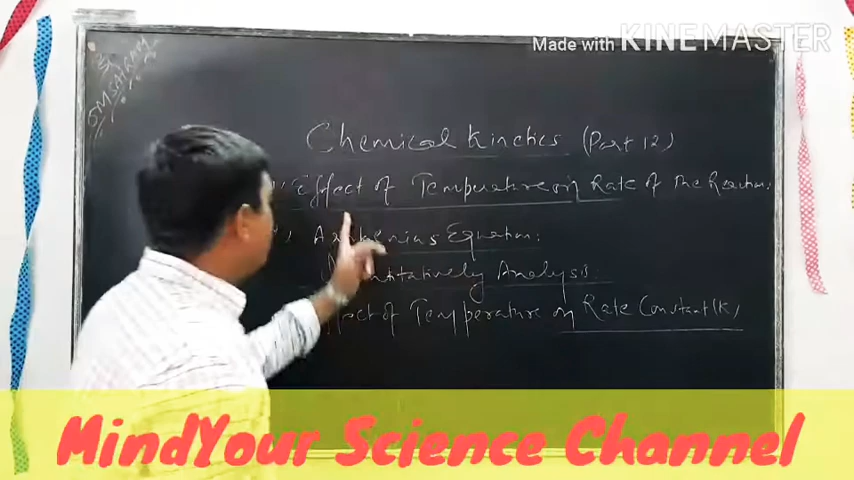 Made with KINEMASTER
Chemical Kinetics (Part 12)
Effect of Temperature on Rate of The Reaction.
Equation:
Quantitatively Analysis:
Effect of Temperature on Rate Constant (K)
MindYour Science Channel